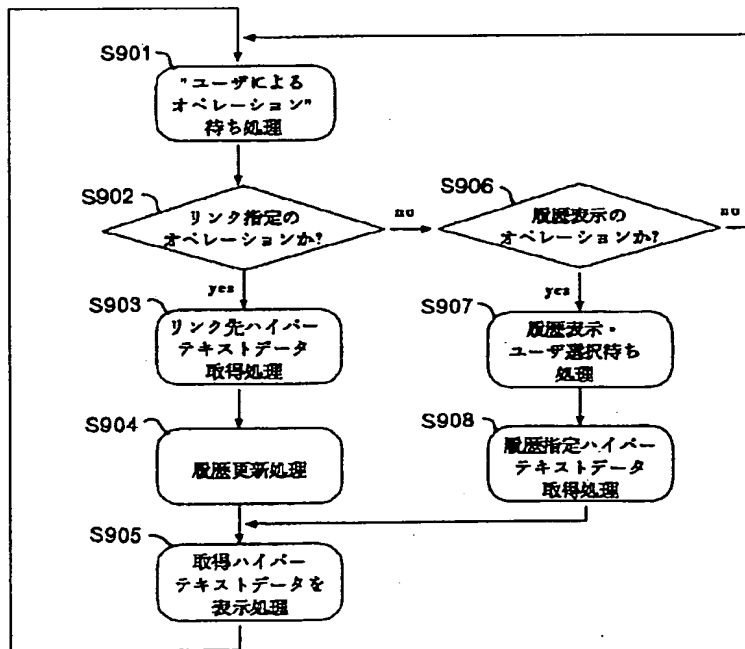 S901
"ユーザによる
オペレーション"
待ち処理
S902
リンク指定の
オペレーションか?
no
yes
S903
リンク先ハイパー
テキストデータ
取得処理
S904
履歴更新処理
S905
取得ハイパー
テキストデータを
表示処理
S906
履歴表示の
オペレーションか?
no
yes
S907
履歴表示・
ユーザ選択待ち
処理
S908
履歴指定ハイパー
テキストデータ
取得処理